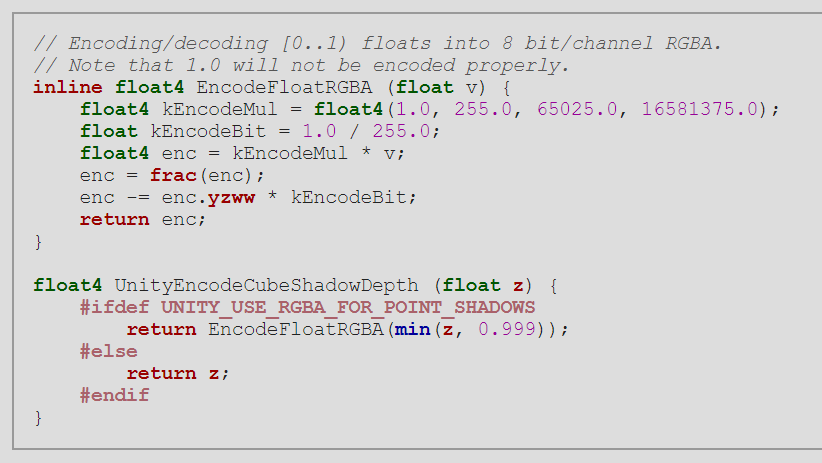 // Encoding/decoding [0..1) floats into 8 bit/channel RGBA.
// Note that 1.0 will not be encoded properly.
inline float4 EncodeFloatRGBA (float v) {
    float4 kEncodeMul = float4(1.0, 255.0, 65025.0, 16581375.0);
    float kEncodeBit = 1.0 / 255.0;
    float4 enc = kEncodeMul * v;
    enc = frac(enc);
    enc -= enc.yzww * kEncodeBit;
    return enc;
}

float4 UnityEncodeCubeShadowDepth (float z) {
    #ifdef UNITY_USE_RGBA_FOR_POINT_SHADOWS
        return EncodeFloatRGBA(min(z, 0.999));
    #else
        return z;
    #endif
}